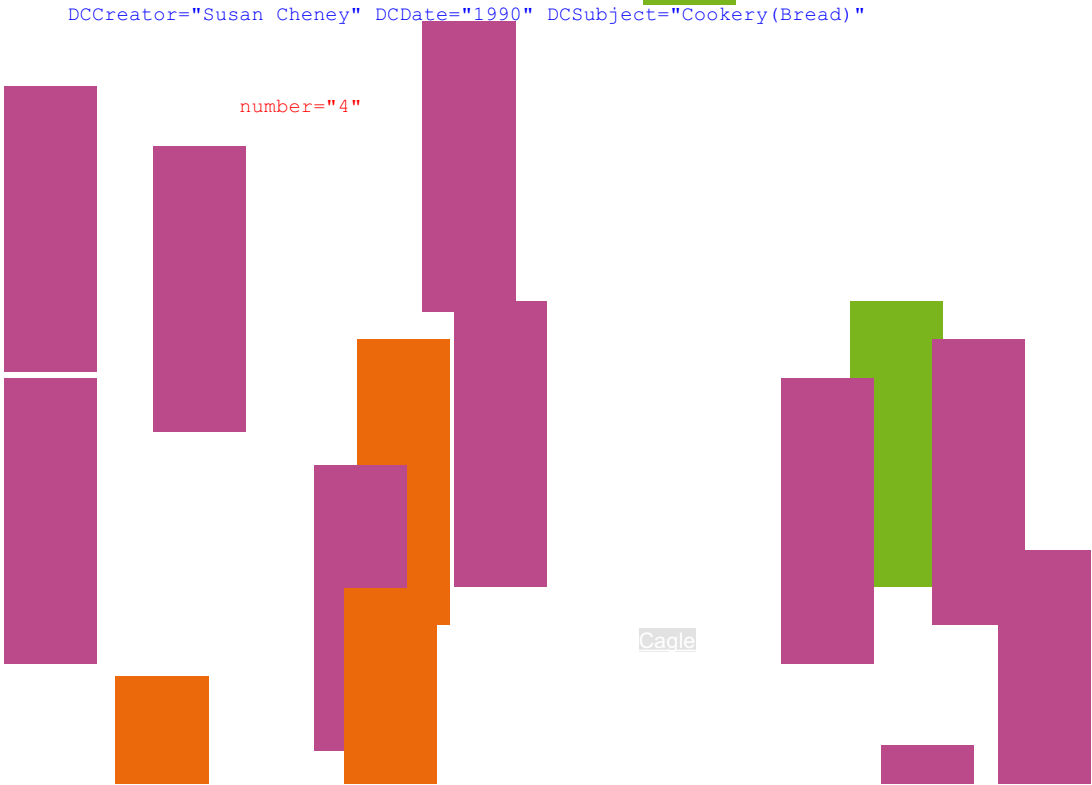 DCCreator="Susan Cheney" DCDate="1990" DCSubject="Cookery(Bread)"
number="4"
Cagle